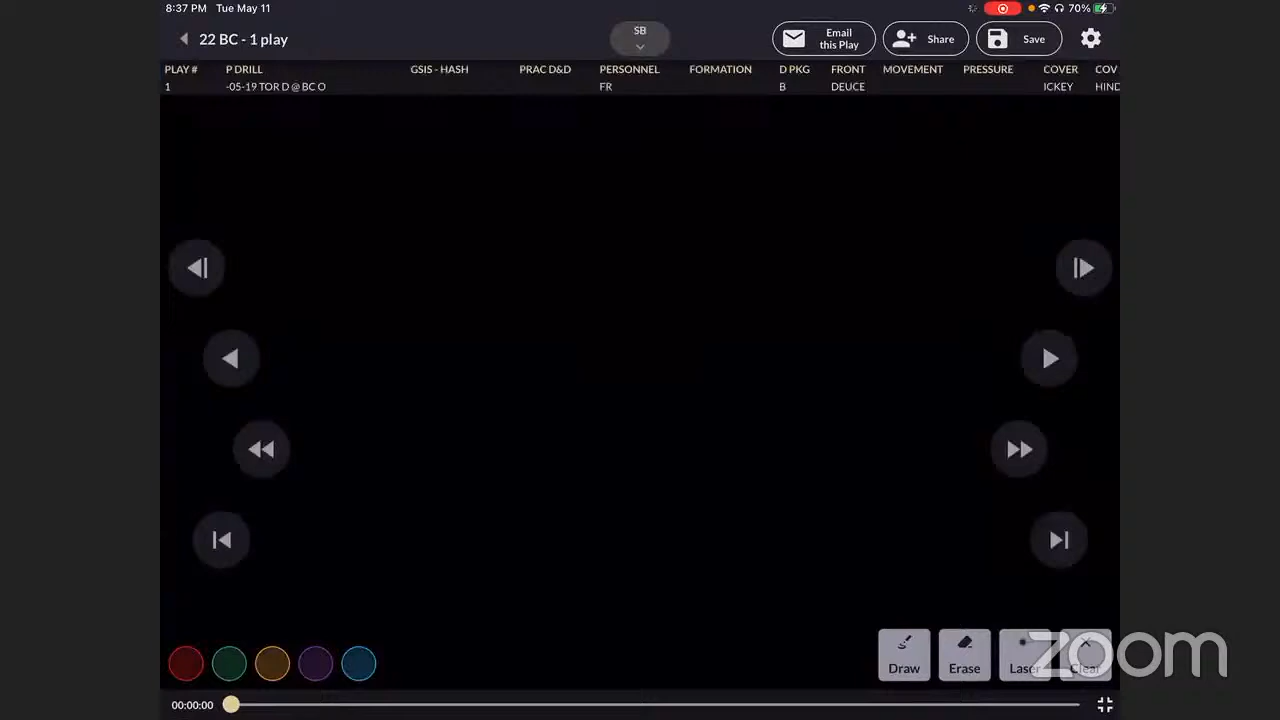 8:37 PM Tue May 11 70%
22 BC - 1 play SB Email this Play Share Save
PLAY # P DRILL GSIS - HASH PRAC D&D PERSONNEL FORMATION D PKG FRONT MOVEMENT PRESSURE COVER COV
1 -05-19 TOR D @ BC O FR B DEUCE ICKEY HIND
Draw Erase Laser Clear
zoom
00:00:00